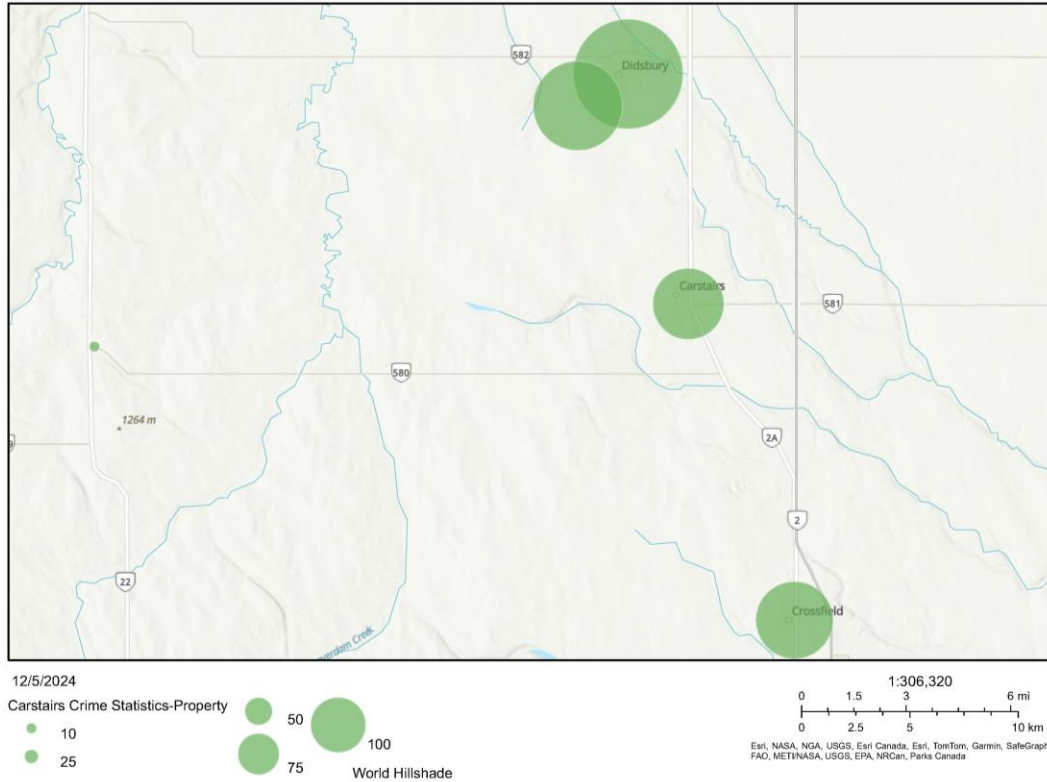 Didsbury
582
Carstairs
581
580
1264 m
2A
2
22
Crossfield
12/5/2024
1:306,320
Carstairs Crime Statistics-Property
10
25
50
75
100
World Hillshade
0 1.5 3 6 mi
0 2.5 5 10 km
Esri, NASA, NGA, USGS, Esri Canada, Esri, TomTom, Garmin, SafeGraph
FAO, METI/NASA, USGS, EPA, NRCan, Parks Canada